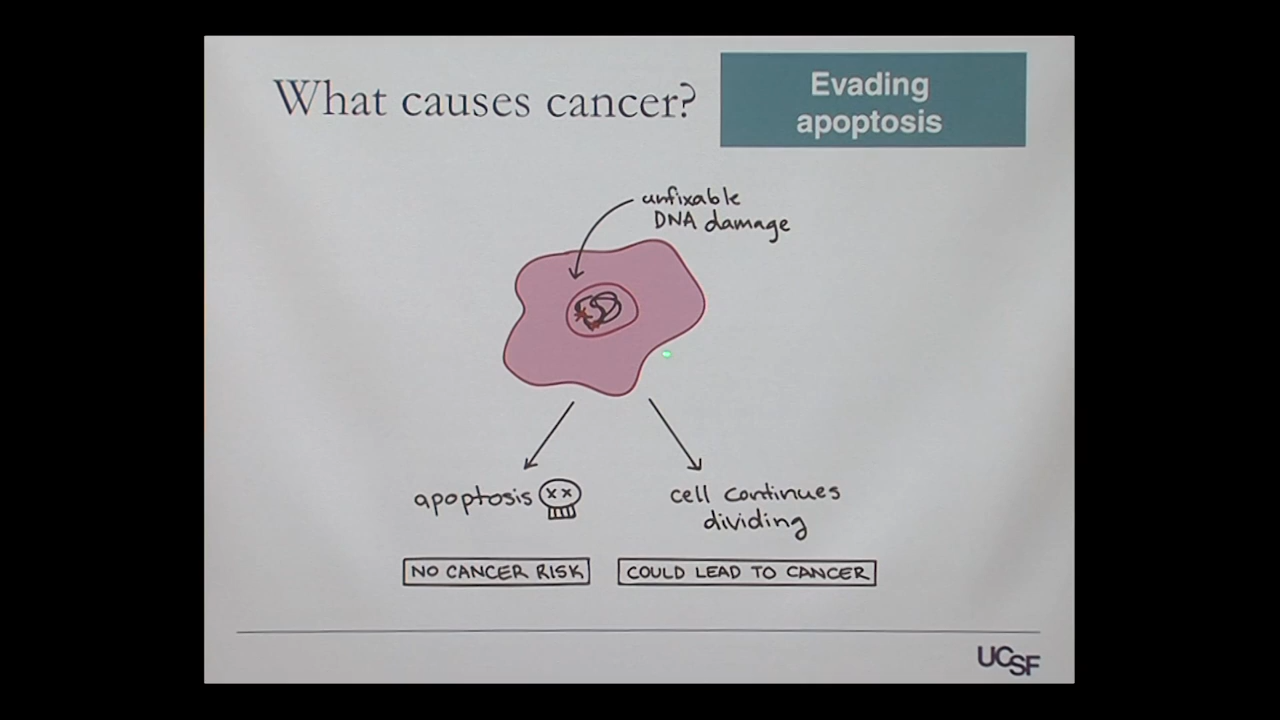 What causes cancer?
Evading
apoptosis
unfixable
DNA damage
apoptosis
cell continues
dividing
NO CANCER RISK
COULD LEAD TO CANCER
UCSF